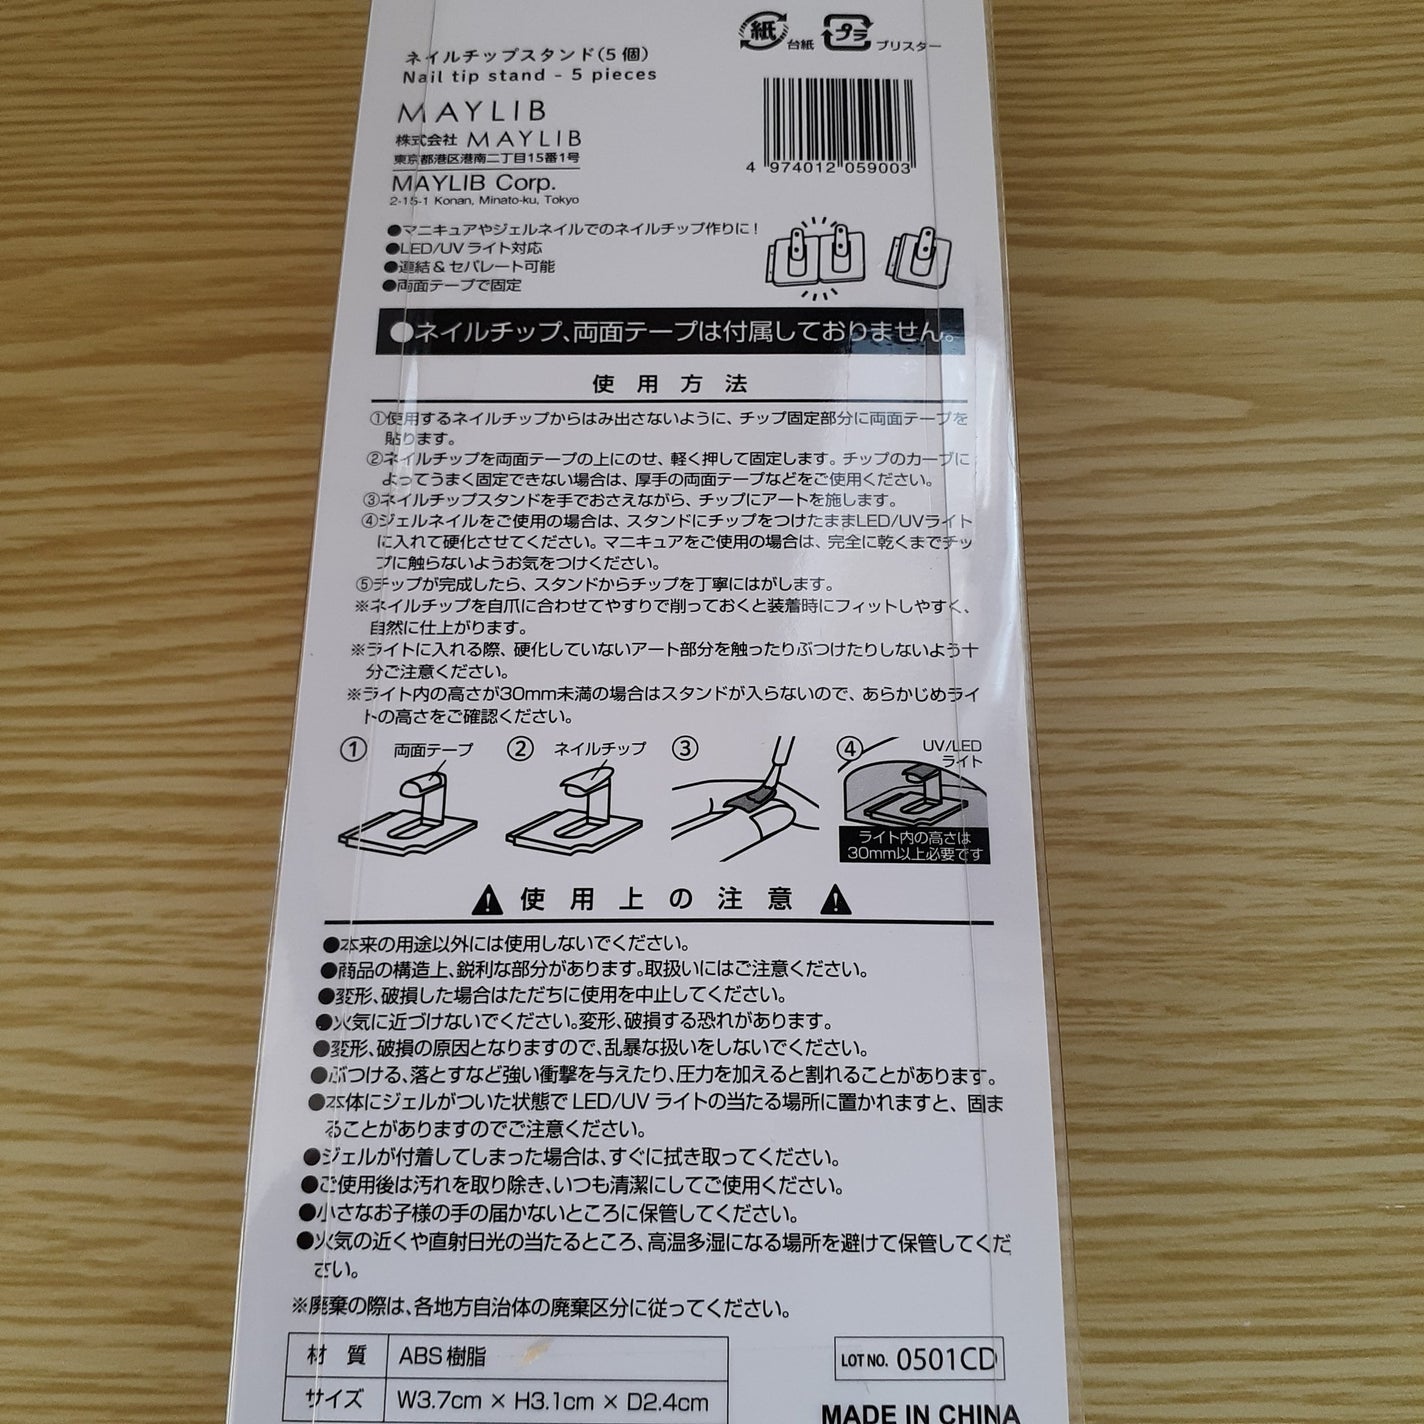 ネイルチップスタンド(5個)
Nail tip stand - 5 pieces
MAYLIB
株式会社 MAYLIB
東京都港区港南二丁目15番1号
MAYLIB Corp.
2-15-1 Konan, Minato-ku, Tokyo
紙 台紙 プラ ブリスター
4 974012 059003
●マニキュアやジェルネイルでのネイルチップ作りに!
●LED/UVライト対応
●連結&セパレート可能
●両面テープで固定
●ネイルチップ、両面テープは付属しておりません。
使用方法
①使用するネイルチップからはみ出さないように、チップ固定部分に両面テープを
貼ります。
②ネイルチップを両面テープの上にのせ、軽く押して固定します。チップのカーブに
よってうまく固定できない場合は、厚手の両面テープなどをご使用ください。
③ネイルチップスタンドを手でおさえながら、チップにアートを施します。
④ジェルネイルをご使用の場合は、スタンドにチップをつけたままLED/UVライト
に入れて硬化させてください。マニキュアをご使用の場合は、完全に乾くまでチッ
プに触らないようお気をつけください。
⑤チップが完成したら、スタンドからチップを丁寧にはがします。
※ネイルチップを自爪に合わせてやすりで削っておくと装着時にフィットしやすく、
自然に仕上がります。
※ライトに入れる際、硬化していないアート部分を触ったりぶつけたりしないよう十
分ご注意ください。
※ライト内の高さが30mm未満の場合はスタンドが入らないので、あらかじめライ
トの高さをご確認ください。
① 両面テープ ② ネイルチップ ③ ④ UV/LED
ライト
ライト内の高さは
30mm以上必要です
使用上の注意
●本来の用途以外には使用しないでください。
●商品の構造上、鋭利な部分があります。取扱いにはご注意ください。
●変形、破損した場合はただちに使用を中止してください。
●火気に近づけないでください。変形、破損する恐れがあります。
●変形、破損の原因となりますので、乱暴な扱いをしないでください。
●ぶつける、落とすなど強い衝撃を与えたり、圧力を加えると割れることがあります。
●本体にジェルがついた状態でLED/UVライトの当たる場所に置かれますと、固ま
ることがありますのでご注意ください。
●ジェルが付着してしまった場合は、すぐに拭き取ってください。
●ご使用後は汚れを取り除き、いつも清潔にしてご使用ください。
●小さなお子様の手の届かないところに保管してください。
●火気の近くや直射日光の当たるところ、高温多湿になる場所を避けて保管してくだ
さい。
※廃棄の際は、各地方自治体の廃棄区分に従ってください。
材質 ABS樹脂
サイズ W3.7cm × H3.1cm × D2.4cm
LOT NO. 0501CD
MADE IN CHINA